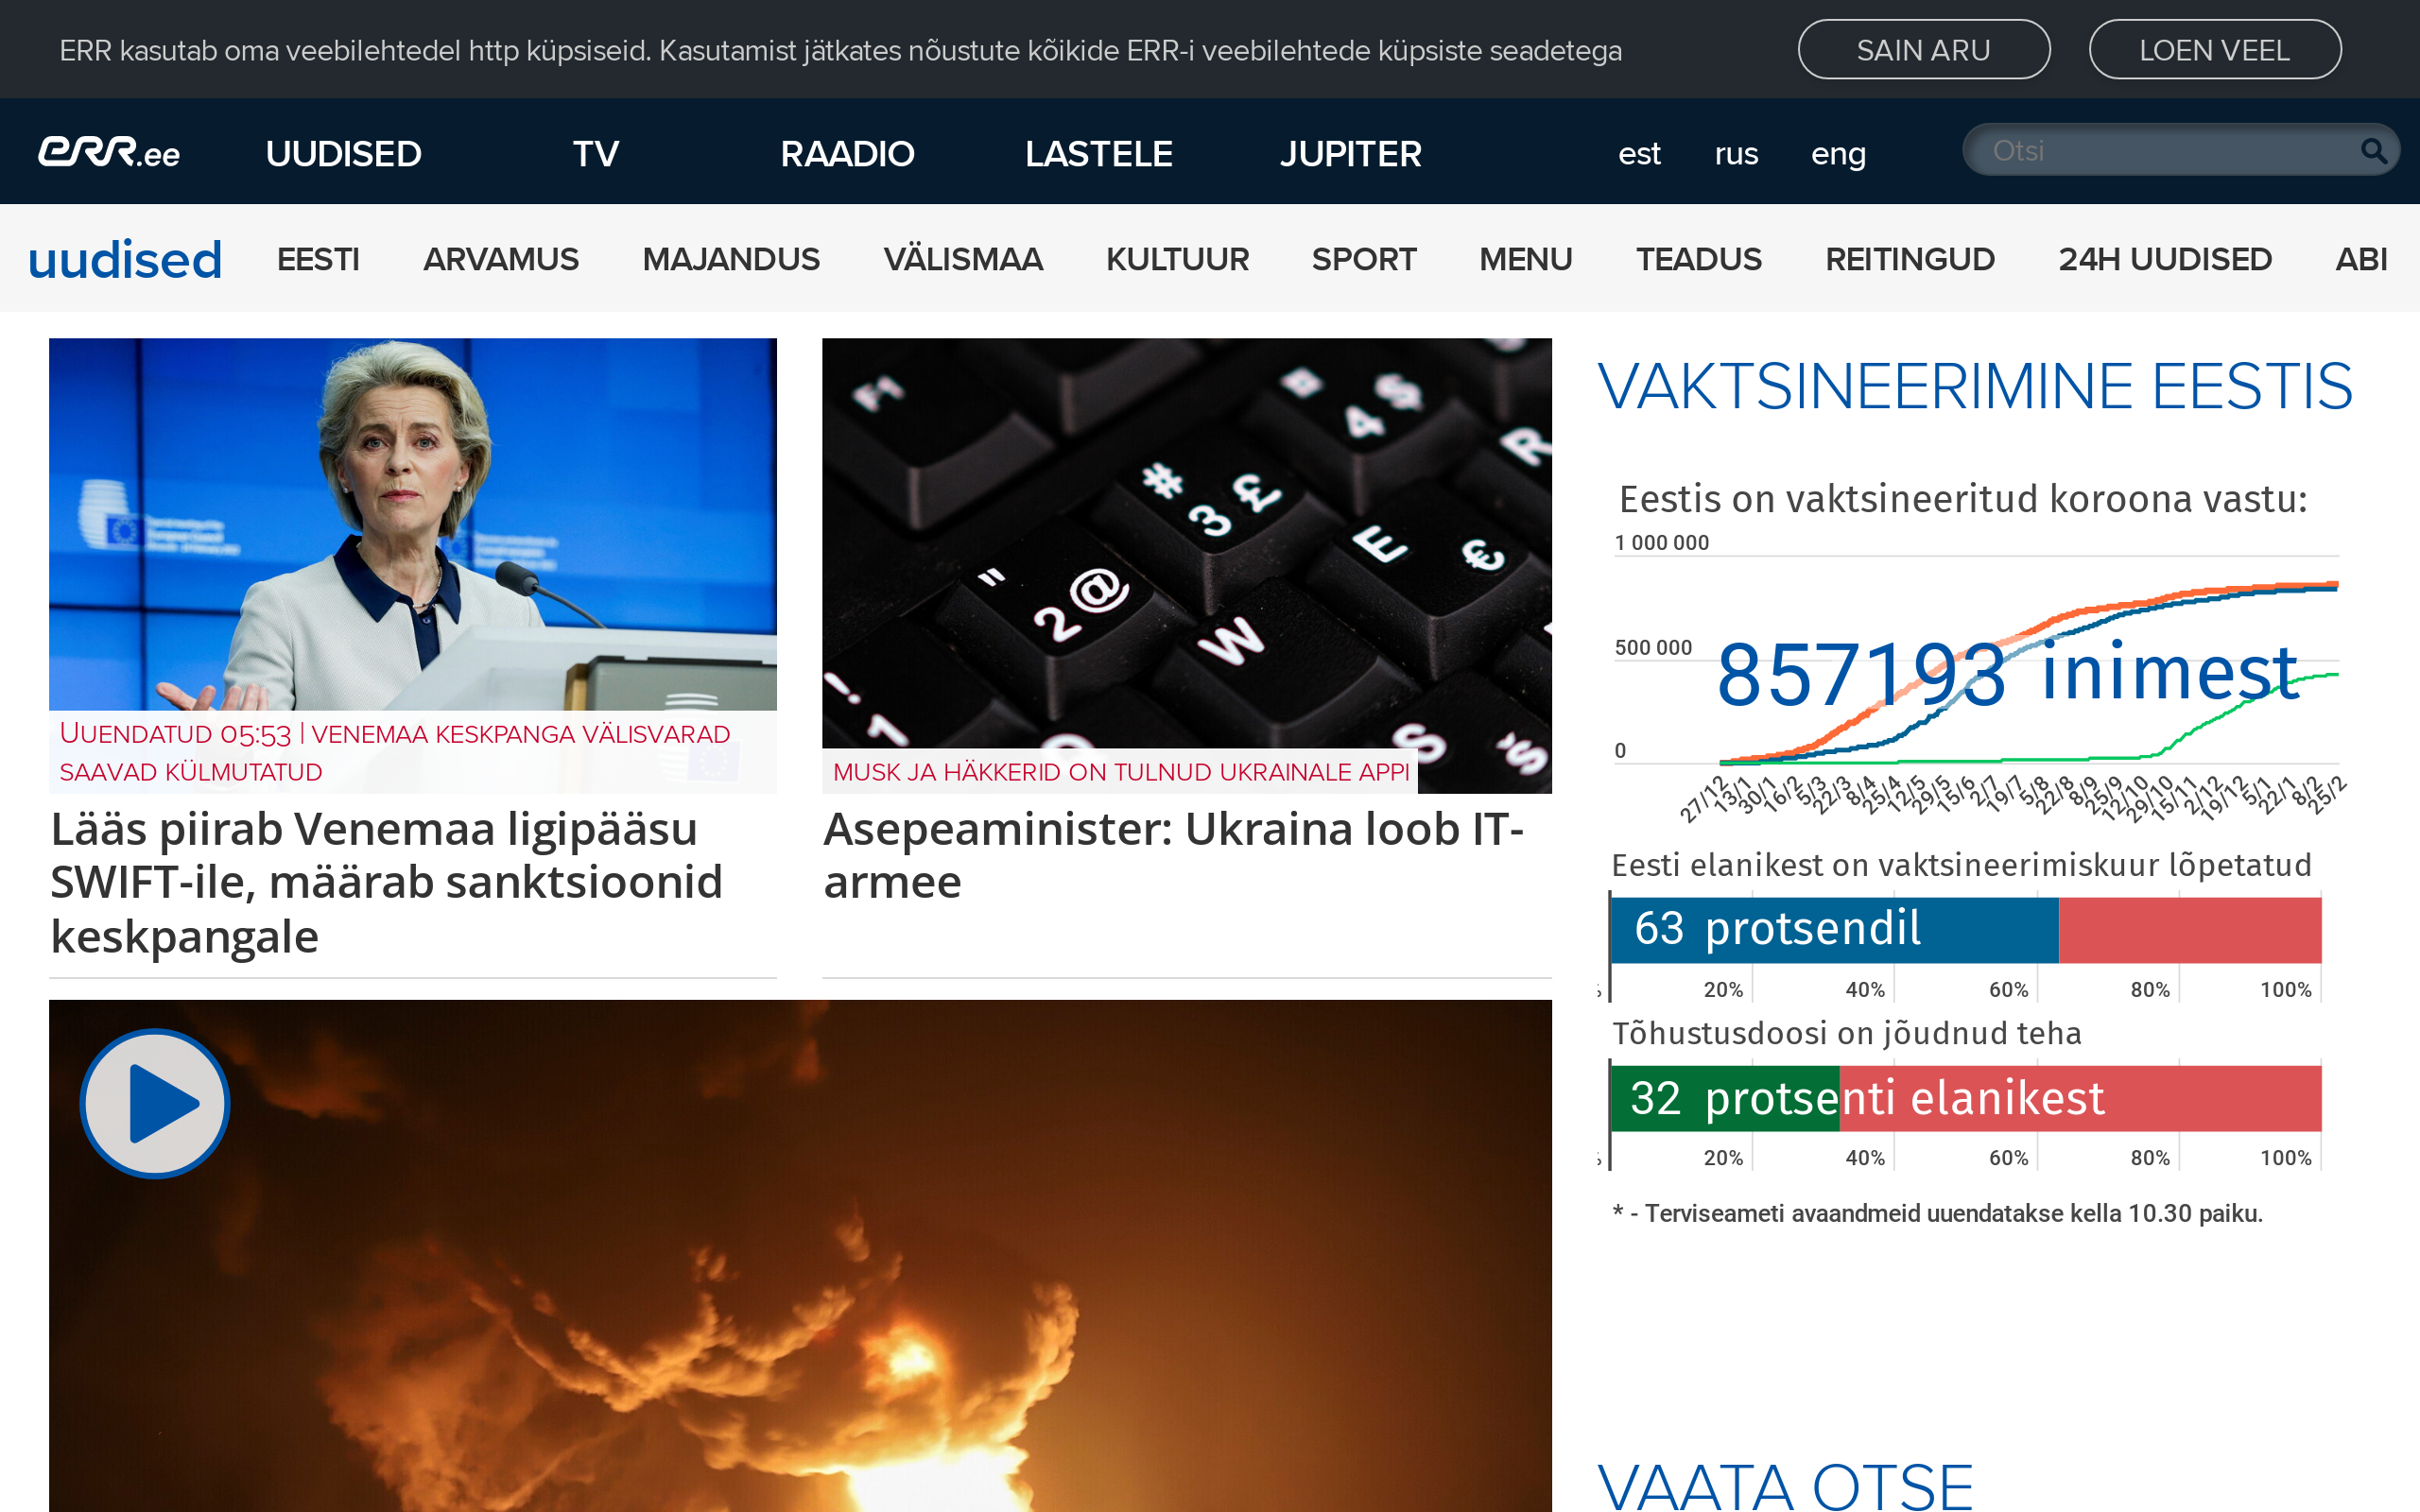 ERR kasutab oma veebilehtedel http küpsiseid. Kasutamist jätkates nõustute kõikide ERR-i veebilehtede küpsiste seadetega
SAIN ARU
LOEN VEEL
err.ee
UUDISED
TV
RAADIO
LASTELE
JUPITER
est
rus
eng
Otsi
uudised
EESTI
ARVAMUS
MAJANDUS
VÄLISMAA
KULTUUR
SPORT
MENU
TEADUS
REITINGUD
24H UUDISED
ABI
UUENDATUD 05:53 | VENEMAA KESKPANGA VÄLISVARAD
SAAVAD KÜLMUTATUD
Lääs piirab Venemaa ligipääsu
SWIFT-ile, määrab sanktsioonid
keskpangale
F1
$
4
R
#
3 £
E €
"
2 @
W
!
1
S
MUSK JA HÄKKERID ON TULNUD UKRAINALE APPI
Asepeaminister: Ukraina loob IT-
armee
VAKTSINEERIMINE EESTIS
Eestis on vaktsineeritud koroona vastu:
1 000 000
500 000
857193 inimest
0
27/12 13/1 30/1 16/2 5/3 22/3 8/4 25/4 12/5 29/5 15/6 2/7 19/7 5/8 22/8 8/9 25/9 12/10 29/10 15/11 2/12 19/12 5/1 22/1 8/2 25/2
Eesti elanikest on vaktsineerimiskuur lõpetatud
63 protsendil
20% 40% 60% 80% 100%
Tõhustusdoosi on jõudnud teha
32 protsenti elanikest
20% 40% 60% 80% 100%
* - Terviseameti avaandmeid uuendatakse kella 10.30 paiku.
VAATA OTSE